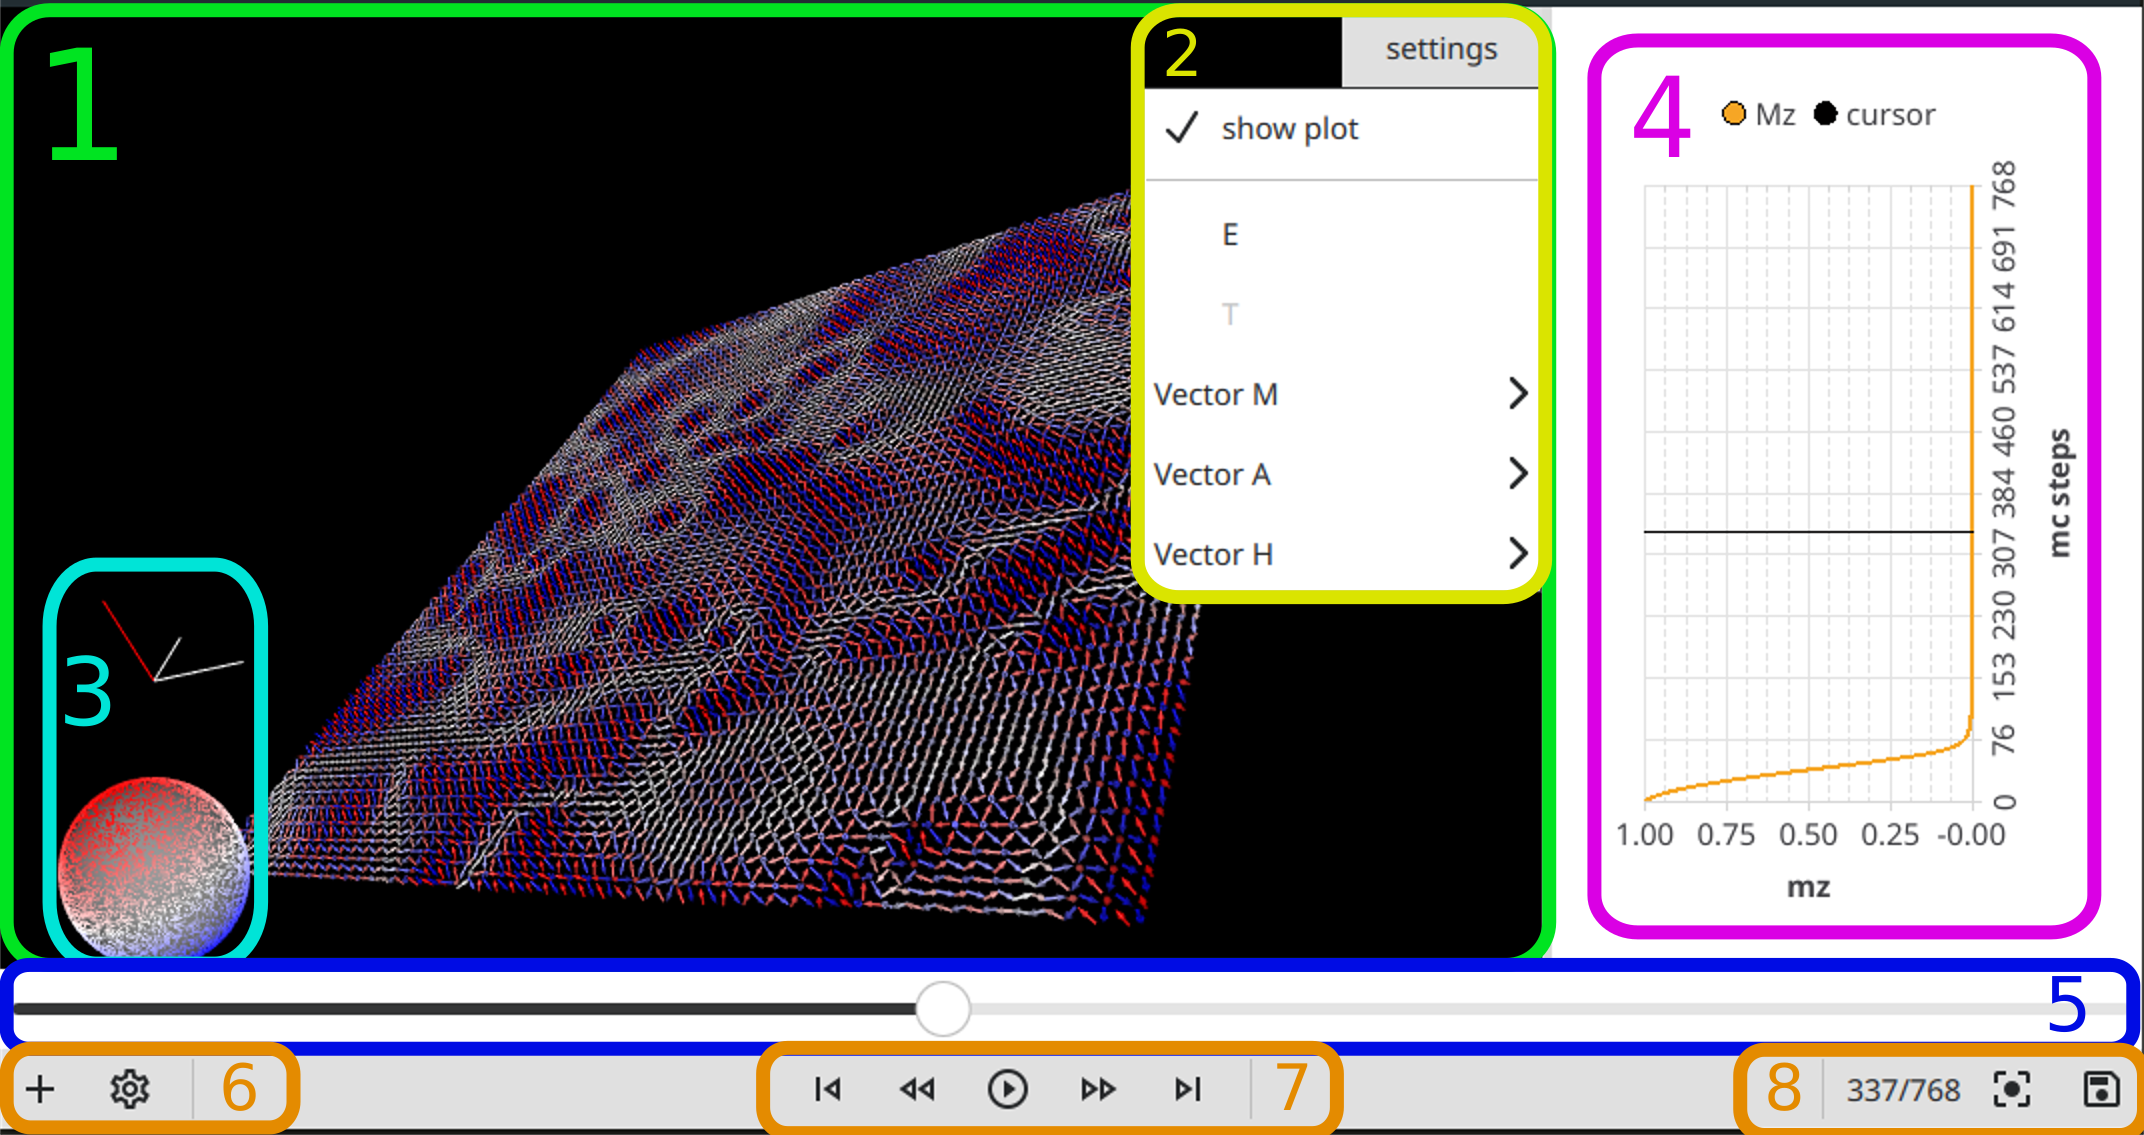 1
2
settings
show plot
E
T
Vector M
Vector A
Vector H
3
4
Mz cursor
768
691
614
537
460
384
307
230
153
76
0
mc steps
1.00 0.75 0.50 0.25 -0.00
mz
5
6
7
8
337/768